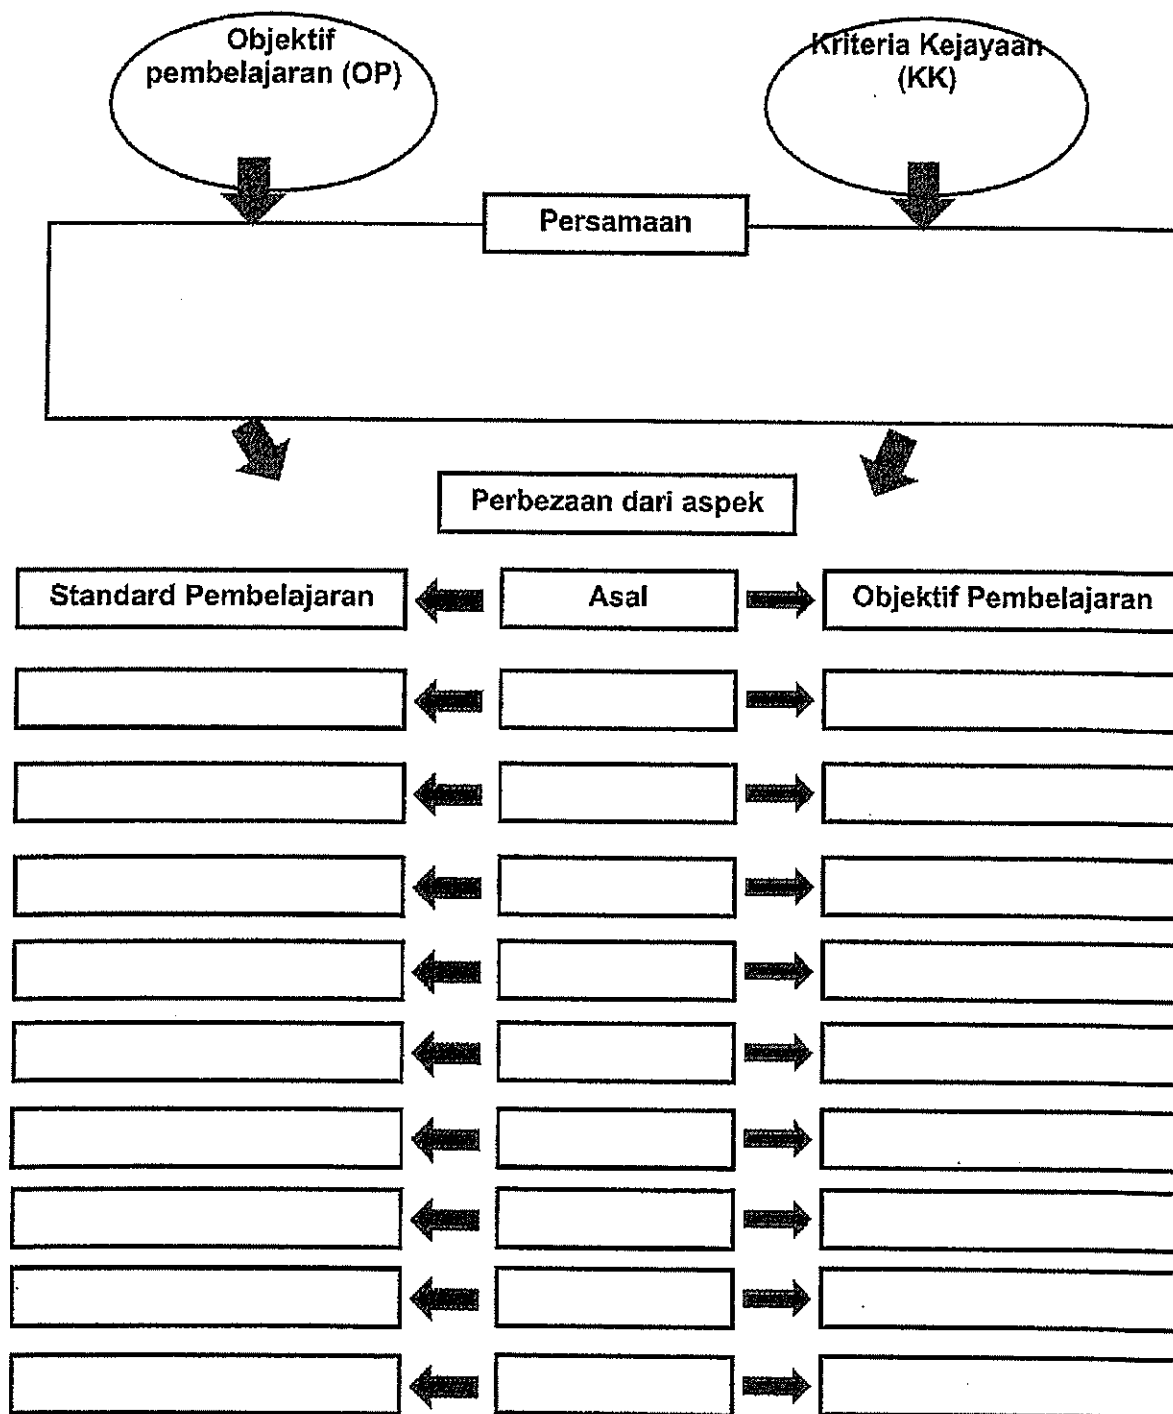 Objektif
pembelajaran (OP)
Kriteria Kejayaan
(KK)
Persamaan
Perbezaan dari aspek
Standard Pembelajaran
Asal
Objektif Pembelajaran